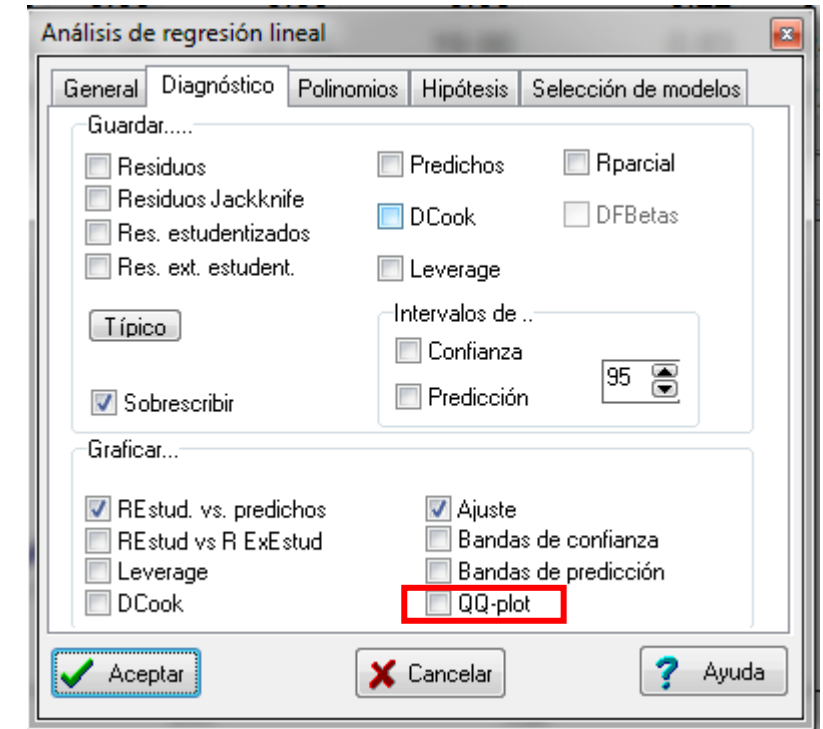 Análisis de regresión lineal
General Diagnóstico Polinomios Hipótesis Selección de modelos
Guardar.....
Residuos Predichos Rparcial
Residuos Jackknife
DCook DFBetas
Res. estudentizados
Res. ext. estudent. Leverage
Típico
Intervalos de ..
Confianza
95
Sobrescribir Predicción
Graficar...
REstud. vs. predichos Ajuste
REstud vs R ExEstud Bandas de confianza
Leverage Bandas de predicción
DCook QQ-plot
Aceptar Cancelar Ayuda